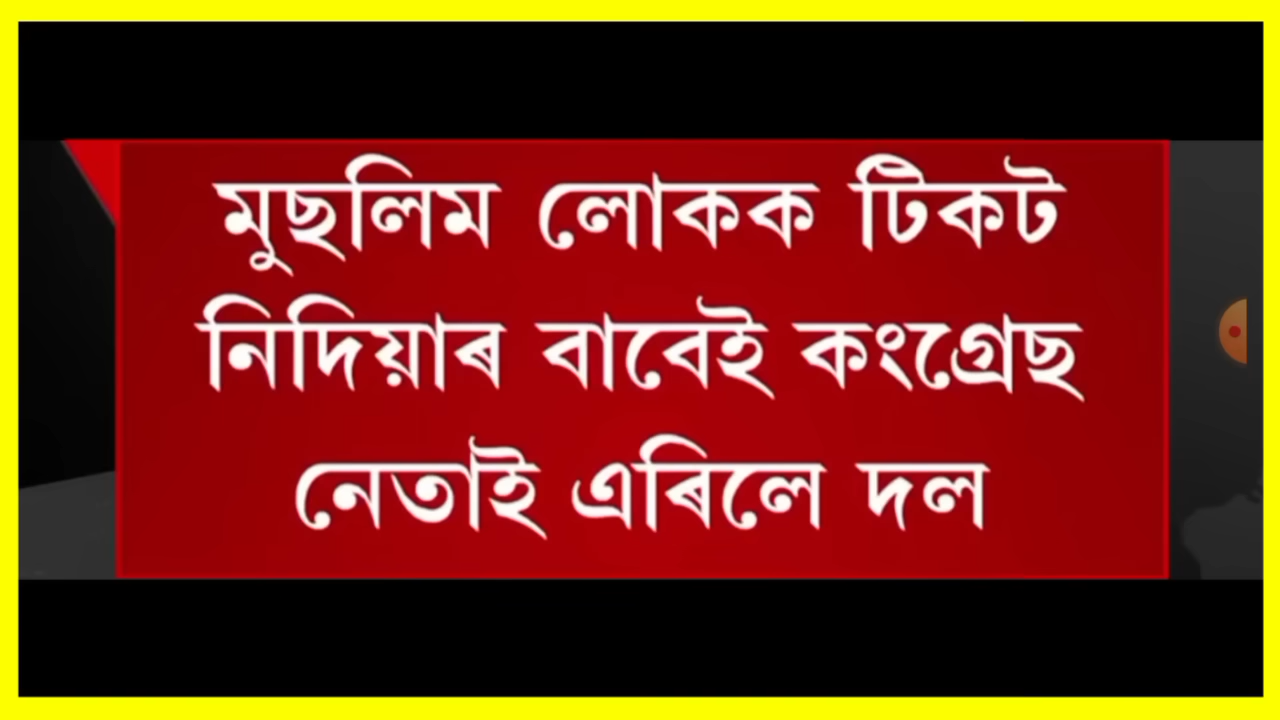 মুছলিম লোকক টিকট
নিদিয়াৰ বাবেই কংগ্ৰেছ
নেতাই এৰিলে দল